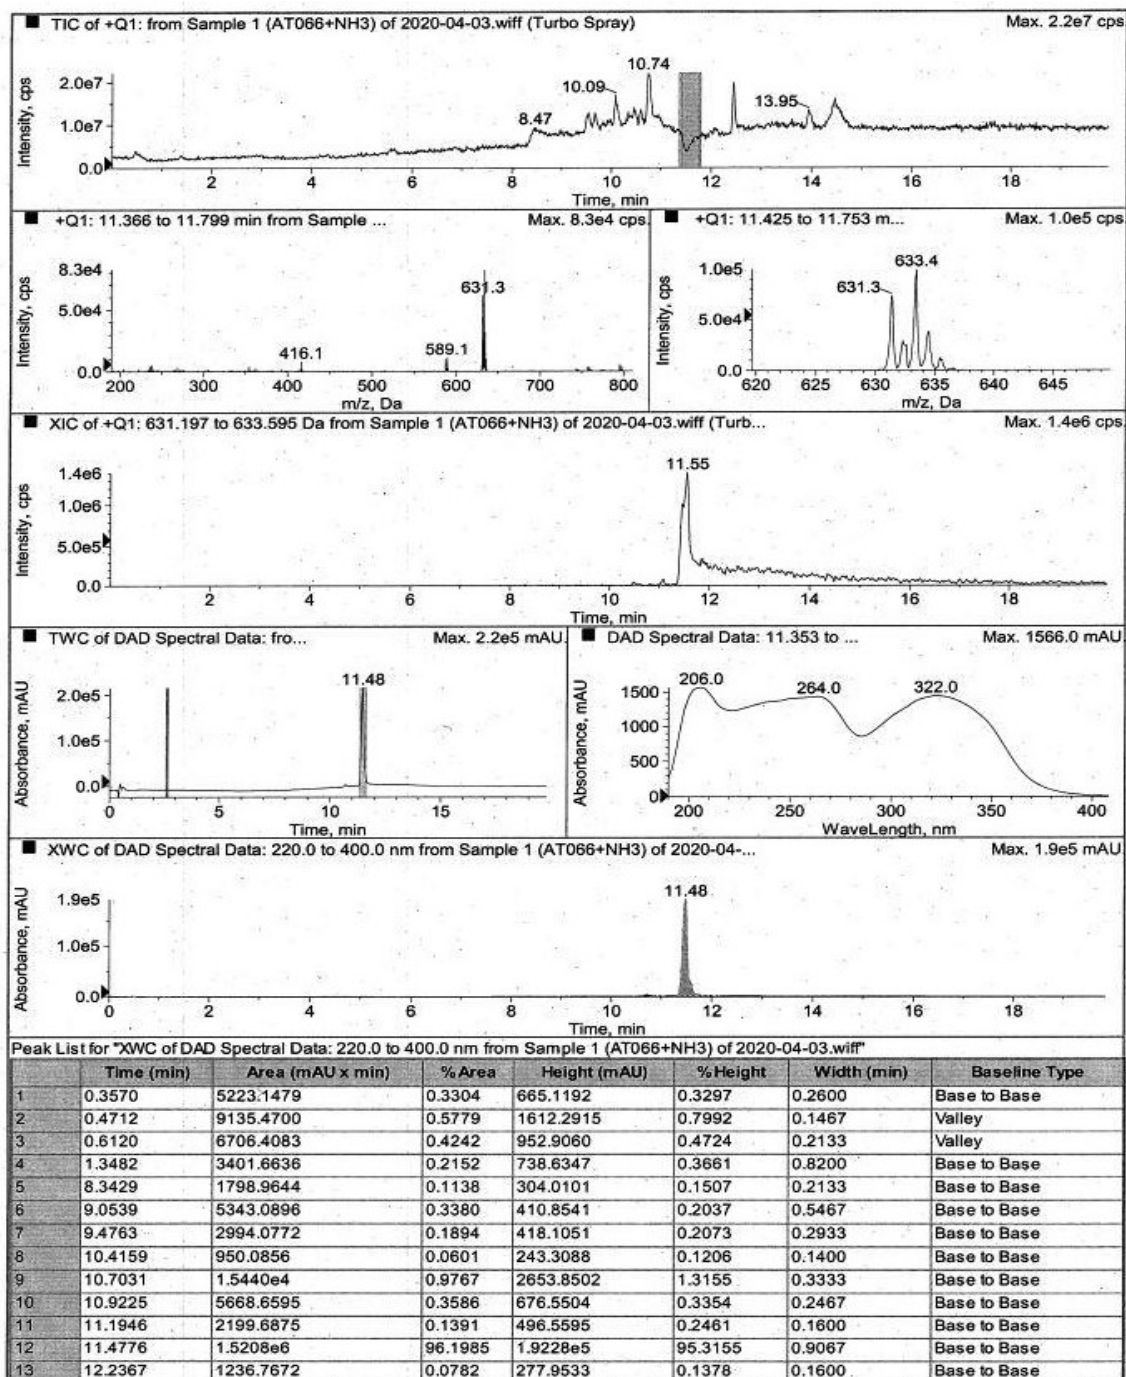 TIC of +Q1: from Sample 1 (AT066+NH3) of 2020-04-03.wiff (Turbo Spray) Max. 2.2e7 cps.
Intensity, cps
2.0e7
1.0e7
0.0
8.47
10.09
10.74
13.95
2 4 6 8 10 12 14 16 18
Time, min
+Q1: 11.366 to 11.799 min from Sample ... Max. 8.3e4 cps.
Intensity, cps
8.3e4
5.0e4
0.0
416.1
589.1
631.3
200 300 400 500 600 700 800
m/z, Da
+Q1: 11.425 to 11.753 m... Max. 1.0e5 cps.
Intensity, cps
1.0e5
5.0e4
0.0
631.3
633.4
620 625 630 635 640 645
m/z, Da
XIC of +Q1: 631.197 to 633.595 Da from Sample 1 (AT066+NH3) of 2020-04-03.wiff (Turb... Max. 1.4e6 cps.
Intensity, cps
1.4e6
1.0e6
5.0e5
0.0
11.55
2 4 6 8 10 12 14 16 18
Time, min
TWC of DAD Spectral Data: fro... Max. 2.2e5 mAU.
Absorbance, mAU
2.0e5
1.0e5
0.0
11.48
0 5 10 15
Time, min
DAD Spectral Data: 11.353 to ... Max. 1566.0 mAU.
Absorbance, mAU
1500
1000
500
0
206.0
264.0
322.0
200 250 300 350 400
WaveLength, nm
XWC of DAD Spectral Data: 220.0 to 400.0 nm from Sample 1 (AT066+NH3) of 2020-04-... Max. 1.9e5 mAU.
Absorbance, mAU
1.9e5
1.0e5
0.0
11.48
0 2 4 6 8 10 12 14 16 18
Time, min
Peak List for "XWC of DAD Spectral Data: 220.0 to 400.0 nm from Sample 1 (AT066+NH3) of 2020-04-03.wiff"
Time (min) Area (mAU x min) %Area Height (mAU) %Height Width (min) Baseline Type
1 0.3570 5223.1479 0.3304 665.1192 0.3297 0.2600 Base to Base
2 0.4712 9135.4700 0.5779 1612.2915 0.7992 0.1467 Valley
3 0.6120 6706.4083 0.4242 952.9060 0.4724 0.2133 Valley
4 1.3482 3401.6636 0.2152 738.6347 0.3661 0.8200 Base to Base
5 8.3429 1798.9644 0.1138 304.0101 0.1507 0.2133 Base to Base
6 9.0539 5343.0896 0.3380 410.8541 0.2037 0.5467 Base to Base
7 9.4763 2994.0772 0.1894 418.1051 0.2073 0.2933 Base to Base
8 10.4159 950.0856 0.0601 243.3088 0.1206 0.1400 Base to Base
9 10.7031 1.5440e4 0.9767 2653.8502 1.3155 0.3333 Base to Base
10 10.9225 5668.6595 0.3586 676.5504 0.3354 0.2467 Base to Base
11 11.1946 2199.6875 0.1391 496.5595 0.2461 0.1600 Base to Base
12 11.4776 1.5208e6 96.1985 1.9228e5 95.3155 0.9067 Base to Base
13 12.2367 1236.7672 0.0782 277.9533 0.1378 0.1600 Base to Base